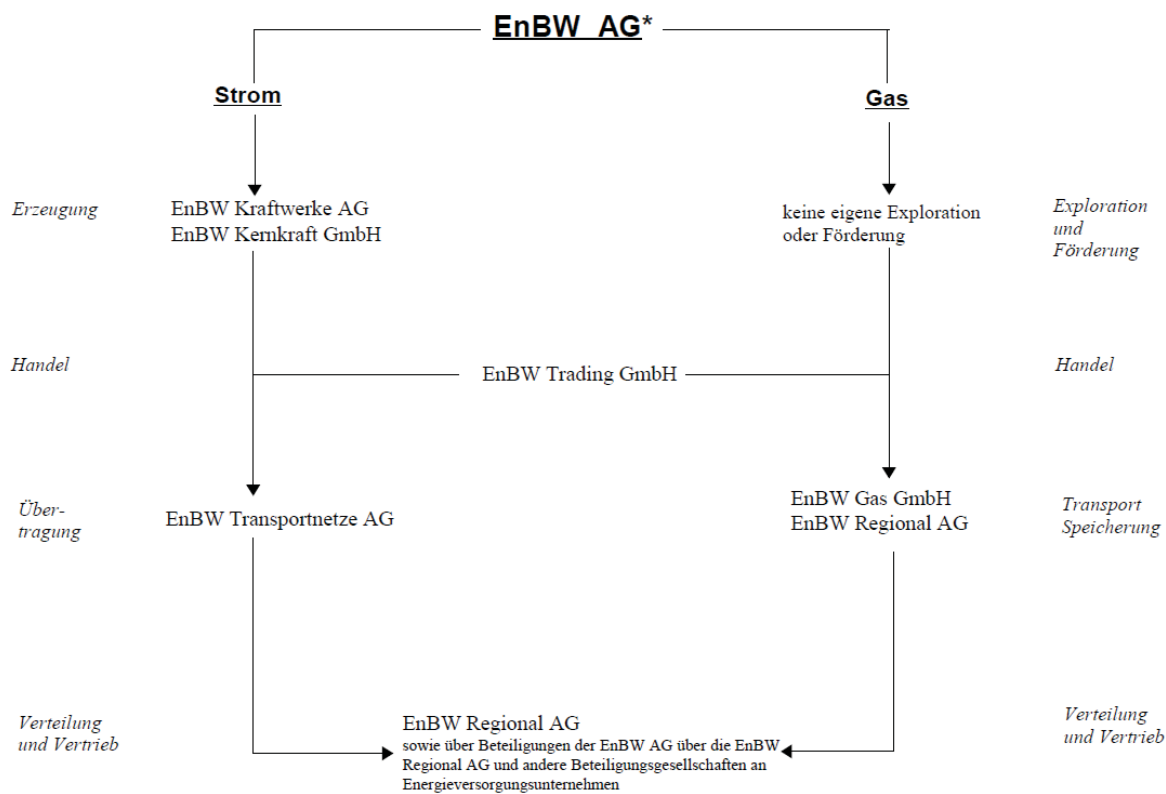 EnBW AG*
Strom
Gas
Erzeugung
EnBW Kraftwerke AG
EnBW Kernkraft GmbH
keine eigene Exploration
oder Förderung
Exploration
und
Förderung
Handel
EnBW Trading GmbH
Handel
Über-
tragung
EnBW Transportnetze AG
EnBW Gas GmbH
EnBW Regional AG
Transport
Speicherung
Verteilung
und Vertrieb
EnBW Regional AG
sowie über Beteiligungen der EnBW AG über die EnBW
Regional AG und andere Beteiligungsgesellschaften an
Energieversorgungsunternehmen
Verteilung
und Vertrieb